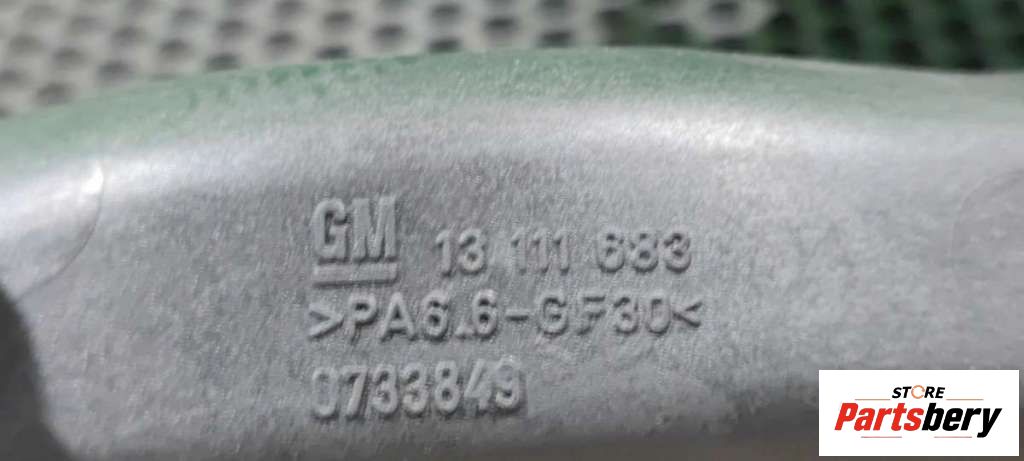 GM 13 111 683
>PA6.6-GF30<
0733849
STORE
Partsbery